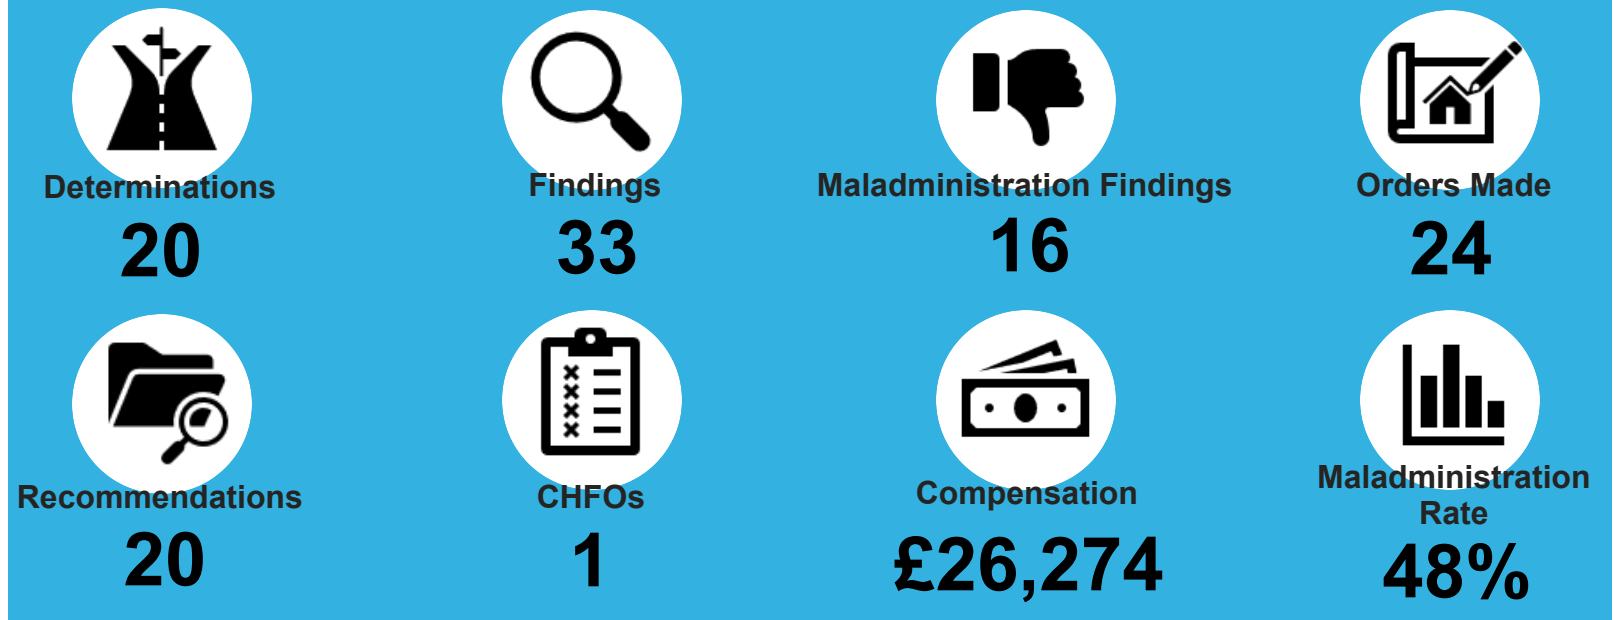 Determinations
20
Findings
33
Maladministration Findings
16
Orders Made
24
Recommendations
20
CHFOs
1
Compensation
£26,274
Maladministration
Rate
48%